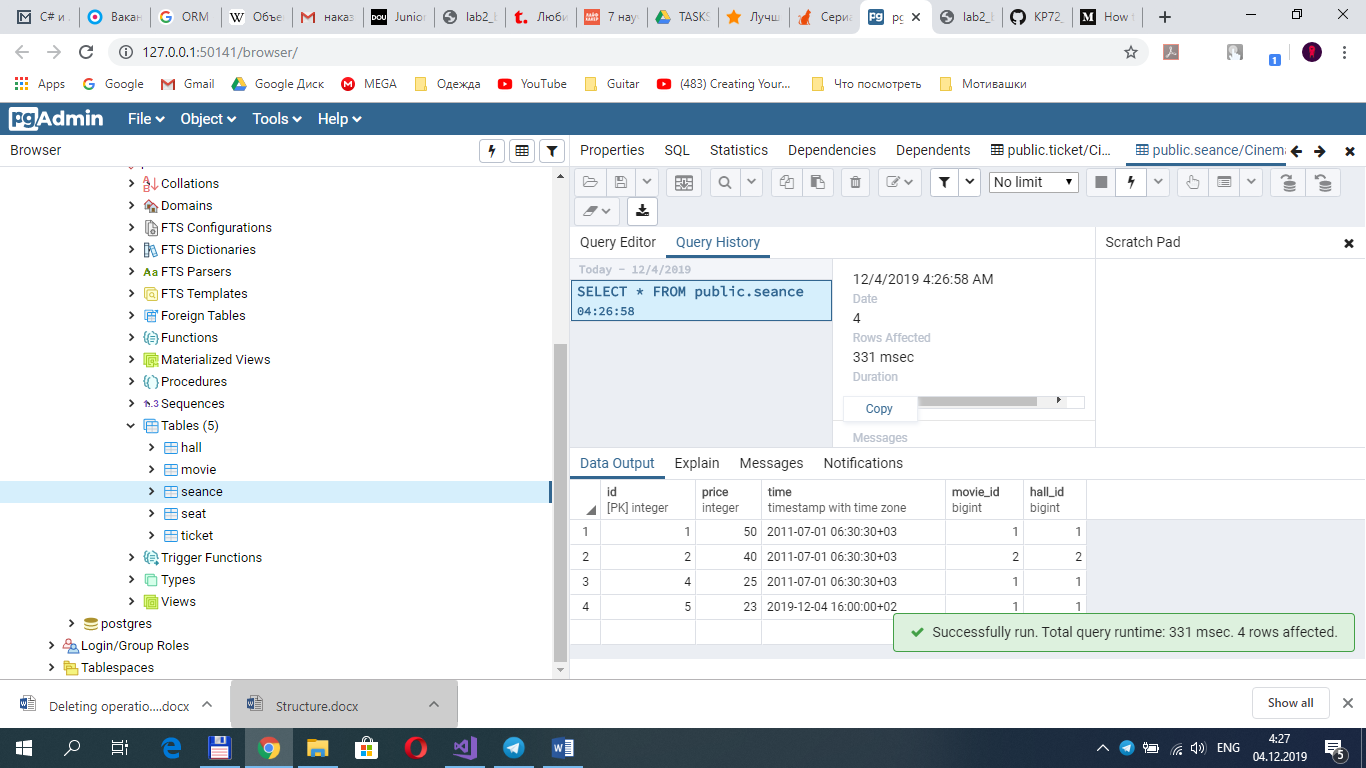 C# и . Вакан ORM Объе наказ DOU Junior lab2_b t. Люби 7 нау TASKS Лучш Сериа pg lab2_b KP72_ How t
127.0.0.1:50141/browser/
Apps Google Gmail Google Диск MEGA Одежда YouTube Guitar (483) Creating Your... Что посмотреть Мотивашки
pgAdmin File Object Tools Help
Browser
Properties SQL Statistics Dependencies Dependents public.ticket/Ci... public.seance/Cinema
No limit
Collations
Domains
FTS Configurations
FTS Dictionaries
FTS Parsers
FTS Templates
Foreign Tables
Functions
Materialized Views
Procedures
Sequences
Tables (5)
hall
movie
seance
seat
ticket
Trigger Functions
Types
Views
postgres
Login/Group Roles
Tablespaces
Query Editor Query History
Scratch Pad
Today - 12/4/2019
SELECT * FROM public.seance
04:26:58
12/4/2019 4:26:58 AM
Date
4
Rows Affected
331 msec
Duration
Copy
Messages
Data Output Explain Messages Notifications
id price time movie_id hall_id
[PK] integer integer timestamp with time zone bigint bigint
1 1 50 2011-07-01 06:30:30+03 1 1
2 2 40 2011-07-01 06:30:30+03 2 2
3 4 25 2011-07-01 06:30:30+03 1 1
4 5 23 2019-12-04 16:00:00+02 1 1
Successfully run. Total query runtime: 331 msec. 4 rows affected.
Deleting operatio....docx Structure.docx Show all
ENG 4:27
04.12.2019 5